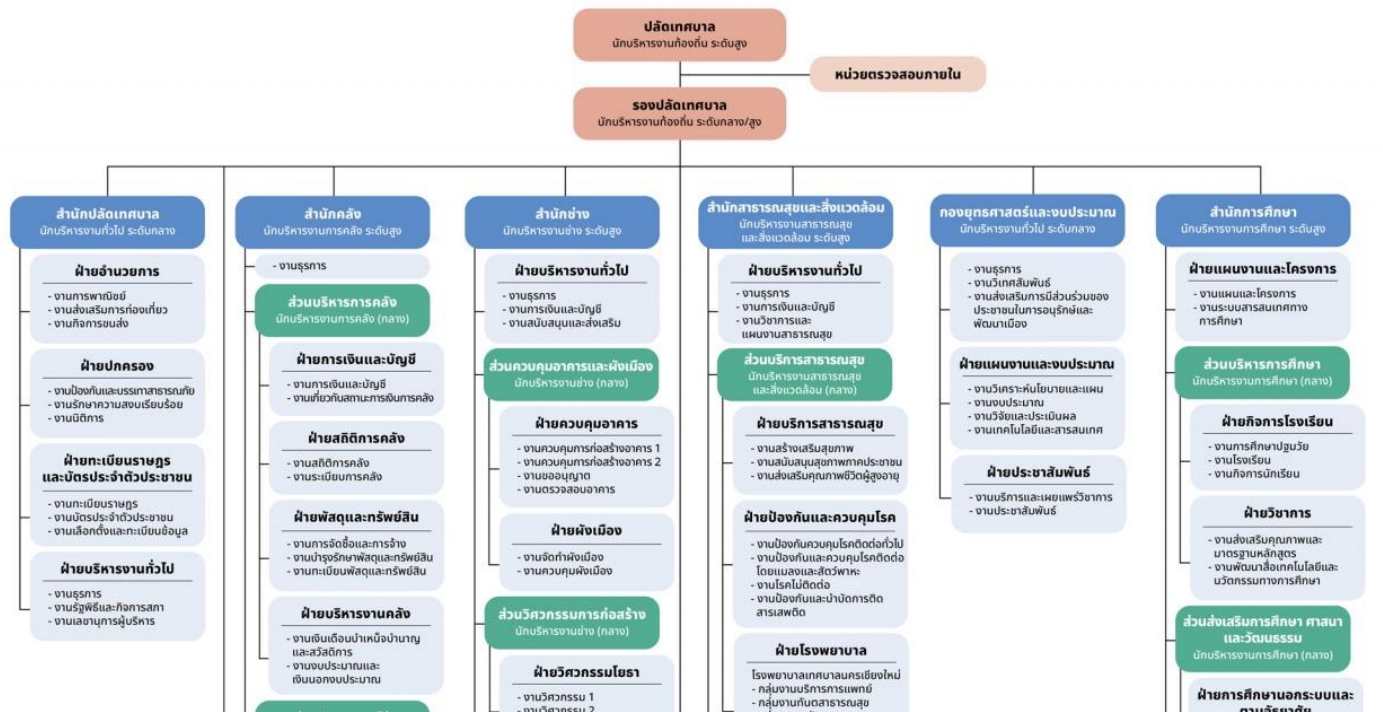 ปลัดเทศบาล
นักบริหารงานท้องถิ่น ระดับสูง
หน่วยตรวจสอบภายใน
รองปลัดเทศบาล
นักบริหารงานท้องถิ่น ระดับกลาง/สูง
สำนักปลัดเทศบาล
นักบริหารงานทั่วไป ระดับกลาง
ฝ่ายอำนวยการ
- งานการพาณิชย์
- งานส่งเสริมการท่องเที่ยว
- งานกิจการขนส่ง
ฝ่ายปกครอง
- งานป้องกันและบรรเทาสาธารณภัย
- งานรักษาความสงบเรียบร้อย
- งานนิติการ
ฝ่ายทะเบียนราษฎร
และบัตรประจำตัวประชาชน
- งานทะเบียนราษฎร
- งานบัตรประจำตัวประชาชน
- งานเลือกตั้งและทะเบียนข้อมูล
ฝ่ายบริหารงานทั่วไป
- งานธุรการ
- งานรัฐพิธีและกิจการสภา
- งานเลขานุการผู้บริหาร
สำนักคลัง
นักบริหารงานการคลัง ระดับสูง
- งานธุรการ
ส่วนบริหารการคลัง
นักบริหารงานการคลัง (กลาง)
ฝ่ายการเงินและบัญชี
- งานการเงินและบัญชี
- งานเกี่ยวกับสถานะการเงินการคลัง
ฝ่ายสถิติการคลัง
- งานสถิติการคลัง
- งานระเบียบการคลัง
ฝ่ายพัสดุและทรัพย์สิน
- งานการจัดซื้อและการจ้าง
- งานบำรุงรักษาพัสดุและทรัพย์สิน
- งานทะเบียนพัสดุและทรัพย์สิน
ฝ่ายบริหารงานคลัง
- งานเงินเดือนบำเหน็จบำนาญ
และสวัสดิการ
- งานงบประมาณและ
เงินนอกงบประมาณ
สำนักช่าง
นักบริหารงานช่าง ระดับสูง
ฝ่ายบริหารงานทั่วไป
- งานธุรการ
- งานการเงินและบัญชี
- งานสนับสนุนและส่งเสริม
ส่วนควบคุมอาคารและผังเมือง
นักบริหารงานช่าง (กลาง)
ฝ่ายควบคุมอาคาร
- งานควบคุมการก่อสร้างอาคาร 1
- งานควบคุมการก่อสร้างอาคาร 2
- งานขออนุญาต
- งานตรวจสอบอาคาร
ฝ่ายผังเมือง
- งานจัดทำผังเมือง
- งานควบคุมผังเมือง
ส่วนวิศวกรรมการก่อสร้าง
นักบริหารงานช่าง (กลาง)
ฝ่ายวิศวกรรมโยธา
- งานวิศวกรรม 1
- งานวิศวกรรม 2
สำนักสาธารณสุขและสิ่งแวดล้อม
นักบริหารงานสาธารณสุข
และสิ่งแวดล้อม ระดับสูง
ฝ่ายบริหารงานทั่วไป
- งานธุรการ
- งานการเงินและบัญชี
- งานวิชาการและ
แผนงานสาธารณสุข
ส่วนบริการสาธารณสุข
นักบริหารงานสาธารณสุข
และสิ่งแวดล้อม (กลาง)
ฝ่ายบริการสาธารณสุข
- งานสร้างเสริมสุขภาพ
- งานสนับสนุนสุขภาพภาคประชาชน
- งานส่งเสริมคุณภาพชีวิตผู้สูงอายุ
ฝ่ายป้องกันและควบคุมโรค
- งานป้องกันควบคุมโรคติดต่อทั่วไป
- งานป้องกันและควบคุมโรคติดต่อ
โดยแมลงและสัตว์พาหะ
- งานโรคไม่ติดต่อ
- งานป้องกันและบำบัดการติด
สารเสพติด
ฝ่ายโรงพยาบาล
โรงพยาบาลเทศบาลนครเชียงใหม่
- กลุ่มงานบริการการแพทย์
- กลุ่มงานทันตสาธารณสุข
กองยุทธศาสตร์และงบประมาณ
นักบริหารงานทั่วไป ระดับกลาง
- งานธุรการ
- งานวิเทศสัมพันธ์
- งานส่งเสริมการมีส่วนร่วมของ
ประชาชนในการอนุรักษ์และ
พัฒนาเมือง
ฝ่ายแผนงานและงบประมาณ
- งานวิเคราะห์นโยบายและแผน
- งานงบประมาณ
- งานวิจัยและประเมินผล
- งานเทคโนโลยีและสารสนเทศ
ฝ่ายประชาสัมพันธ์
- งานบริการและเผยแพร่วิชาการ
- งานประชาสัมพันธ์
สำนักการศึกษา
นักบริหารงานการศึกษา ระดับสูง
ฝ่ายแผนงานและโครงการ
- งานแผนและโครงการ
- งานระบบสารสนเทศทาง
การศึกษา
ส่วนบริหารการศึกษา
นักบริหารงานการศึกษา (กลาง)
ฝ่ายกิจการโรงเรียน
- งานการศึกษาปฐมวัย
- งานโรงเรียน
- งานกิจการนักเรียน
ฝ่ายวิชาการ
- งานส่งเสริมคุณภาพและ
มาตรฐานหลักสูตร
- งานพัฒนาสื่อเทคโนโลยีและ
นวัตกรรมทางการศึกษา
ส่วนส่งเสริมการศึกษา ศาสนา
และวัฒนธรรม
นักบริหารงานการศึกษา (กลาง)
ฝ่ายการศึกษานอกระบบและ
ตามอัธยาศัย